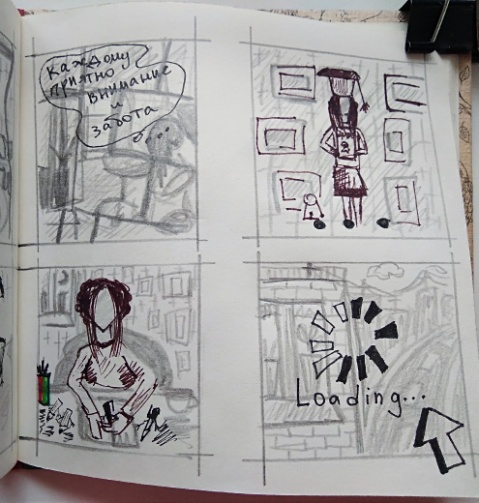 Каждому
приятно
внимание
и
забота
Loading...